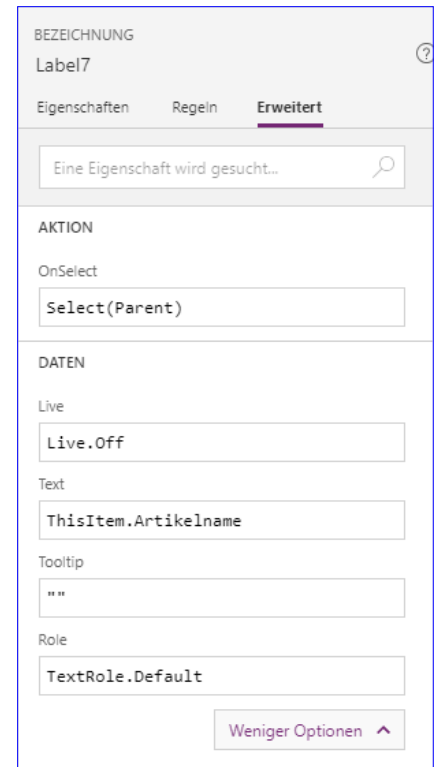 BEZEICHNUNG
Label7
?
Eigenschaften Regeln Erweitert
Eine Eigenschaft wird gesucht...
AKTION
OnSelect
Select(Parent)
DATEN
Live
Live.Off
Text
ThisItem.Artikelname
Tooltip
""
Role
TextRole.Default
Weniger Optionen